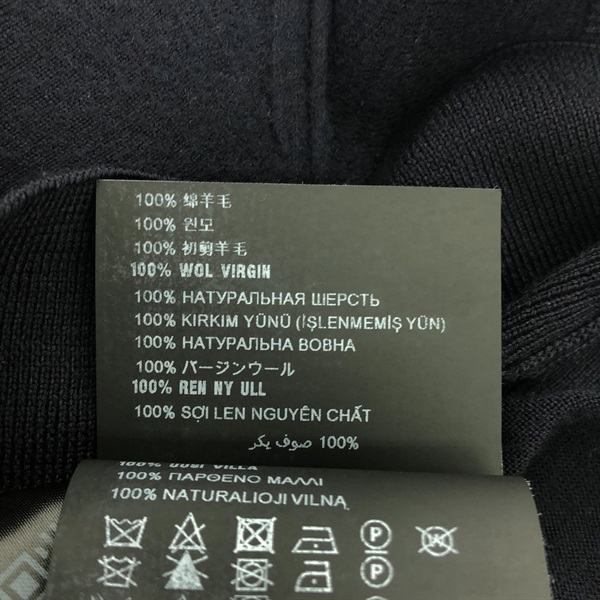 100% 绵羊毛
100% 원모
100% 初剪羊毛
100% WOL VIRGIN
100% НАТУРАЛЬНАЯ ШЕРСТЬ
100% KIRKIM YÜNÜ (İŞLENMEMİŞ YÜN)
100% НАТУРАЛЬНА ВОВНА
100% バージンウール
100% REN NY ULL
100% SỢI LEN NGUYÊN CHẤT
100% صوف بكر
100% ΠΑΡΘΕΝΟ ΜΑΛΛΙ
100% NATURALIOJI VILNĄ
P
W
P